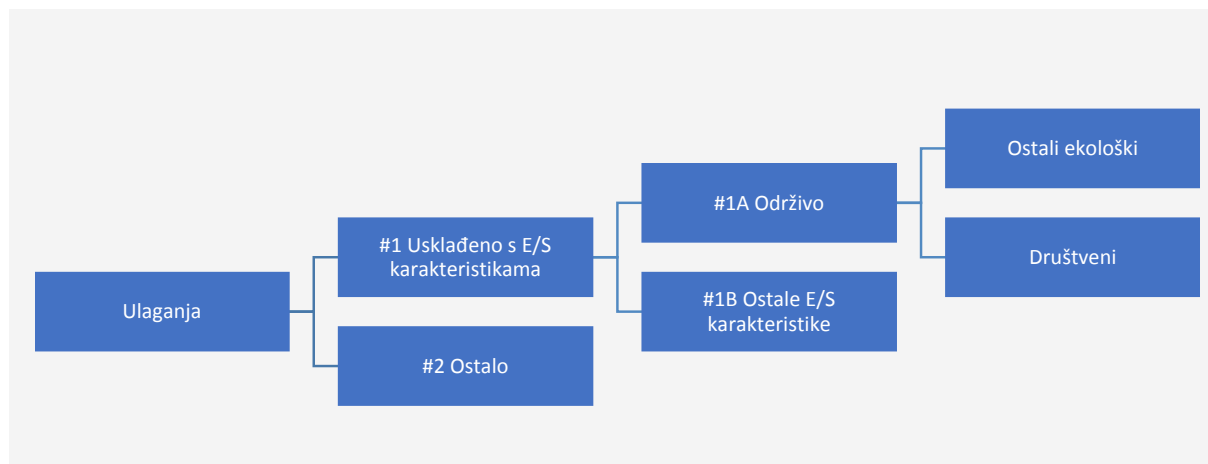 Ulaganja
#1 Usklađeno s E/S
karakteristikama
#2 Ostalo
#1A Održivo
#1B Ostale E/S
karakteristike
Ostali ekološki
Društveni